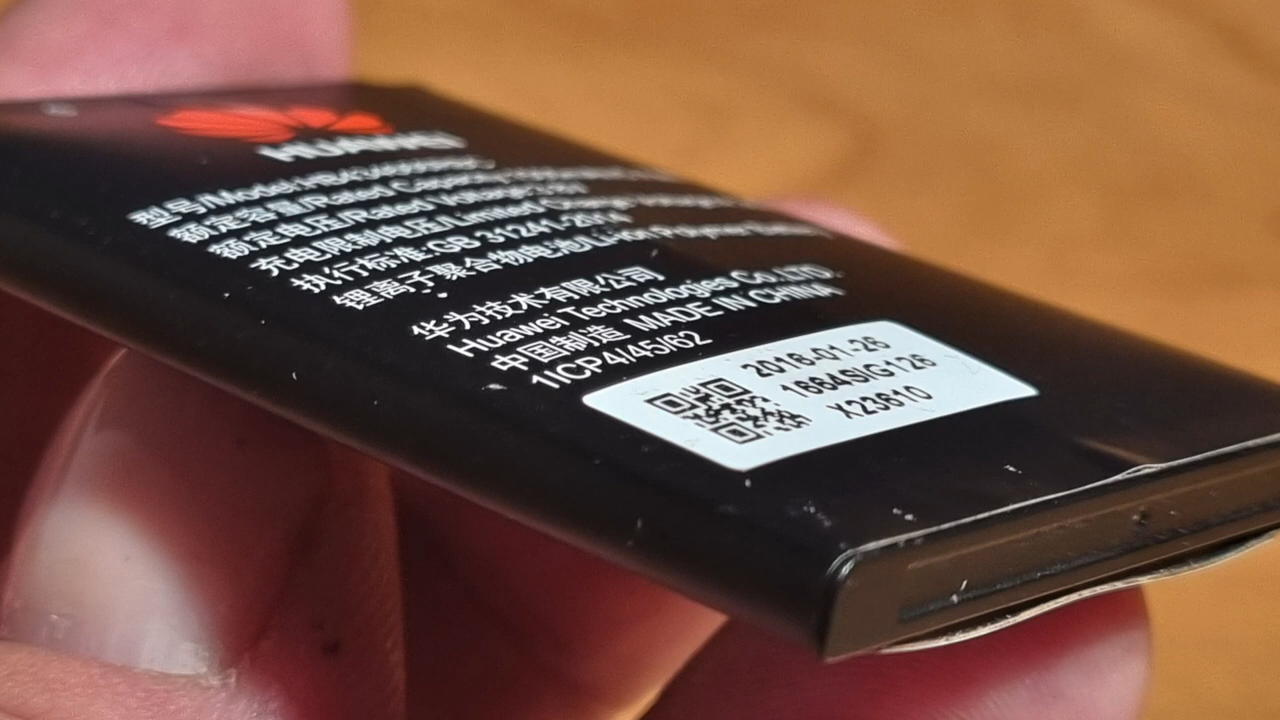 HUAWEI
型号/Model:
额定容量/Rated Capacity:
额定电压/Rated Voltage:
充电限制电压/Limited Charge Voltage:
执行标准:GB 31241-2014
锂离子聚合物电池/Li-ion Polymer Battery
华为技术有限公司
Huawei Technologies Co.,LTD.
中国制造 MADE IN CHINA
1ICP4/45/62
2018-01-26
1664SIG126
X23610